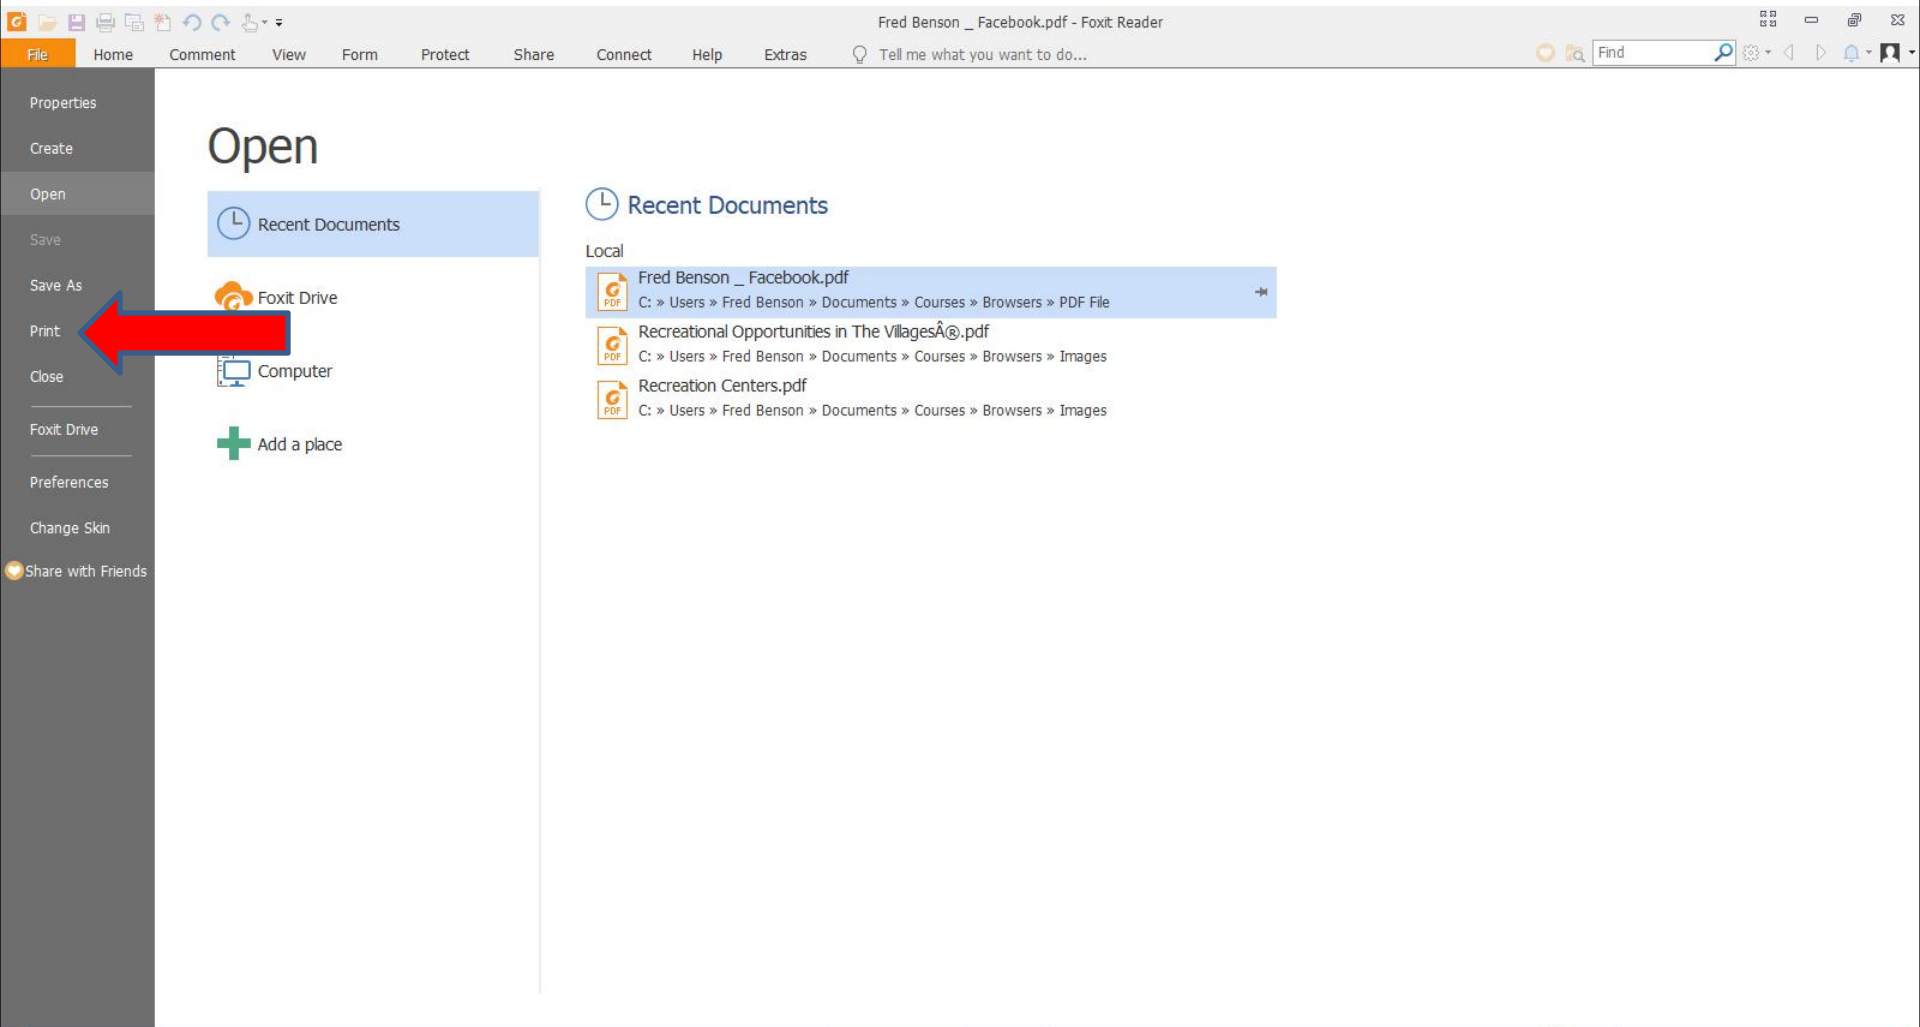 Fred Benson _ Facebook.pdf - Foxit Reader
File Home Comment View Form Protect Share Connect Help Extras Tell me what you want to do... Find
Properties
Create
Open
Save
Save As
Print
Close
Foxit Drive
Preferences
Change Skin
Share with Friends
Open
Recent Documents
Foxit Drive
Computer
Add a place
Recent Documents
Local
Fred Benson _ Facebook.pdf
C: » Users » Fred Benson » Documents » Courses » Browsers » PDF File
Recreational Opportunities in The VillagesÂ®.pdf
C: » Users » Fred Benson » Documents » Courses » Browsers » Images
Recreation Centers.pdf
C: » Users » Fred Benson » Documents » Courses » Browsers » Images
PDF
PDF
PDF